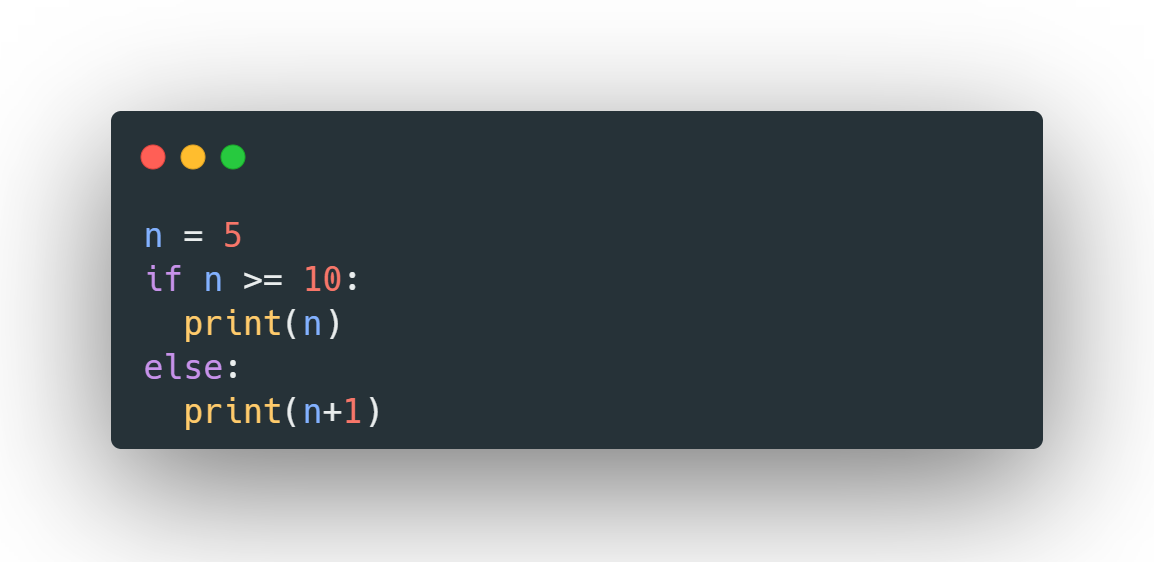 n = 5
if n >= 10:
  print(n)
else:
  print(n+1)